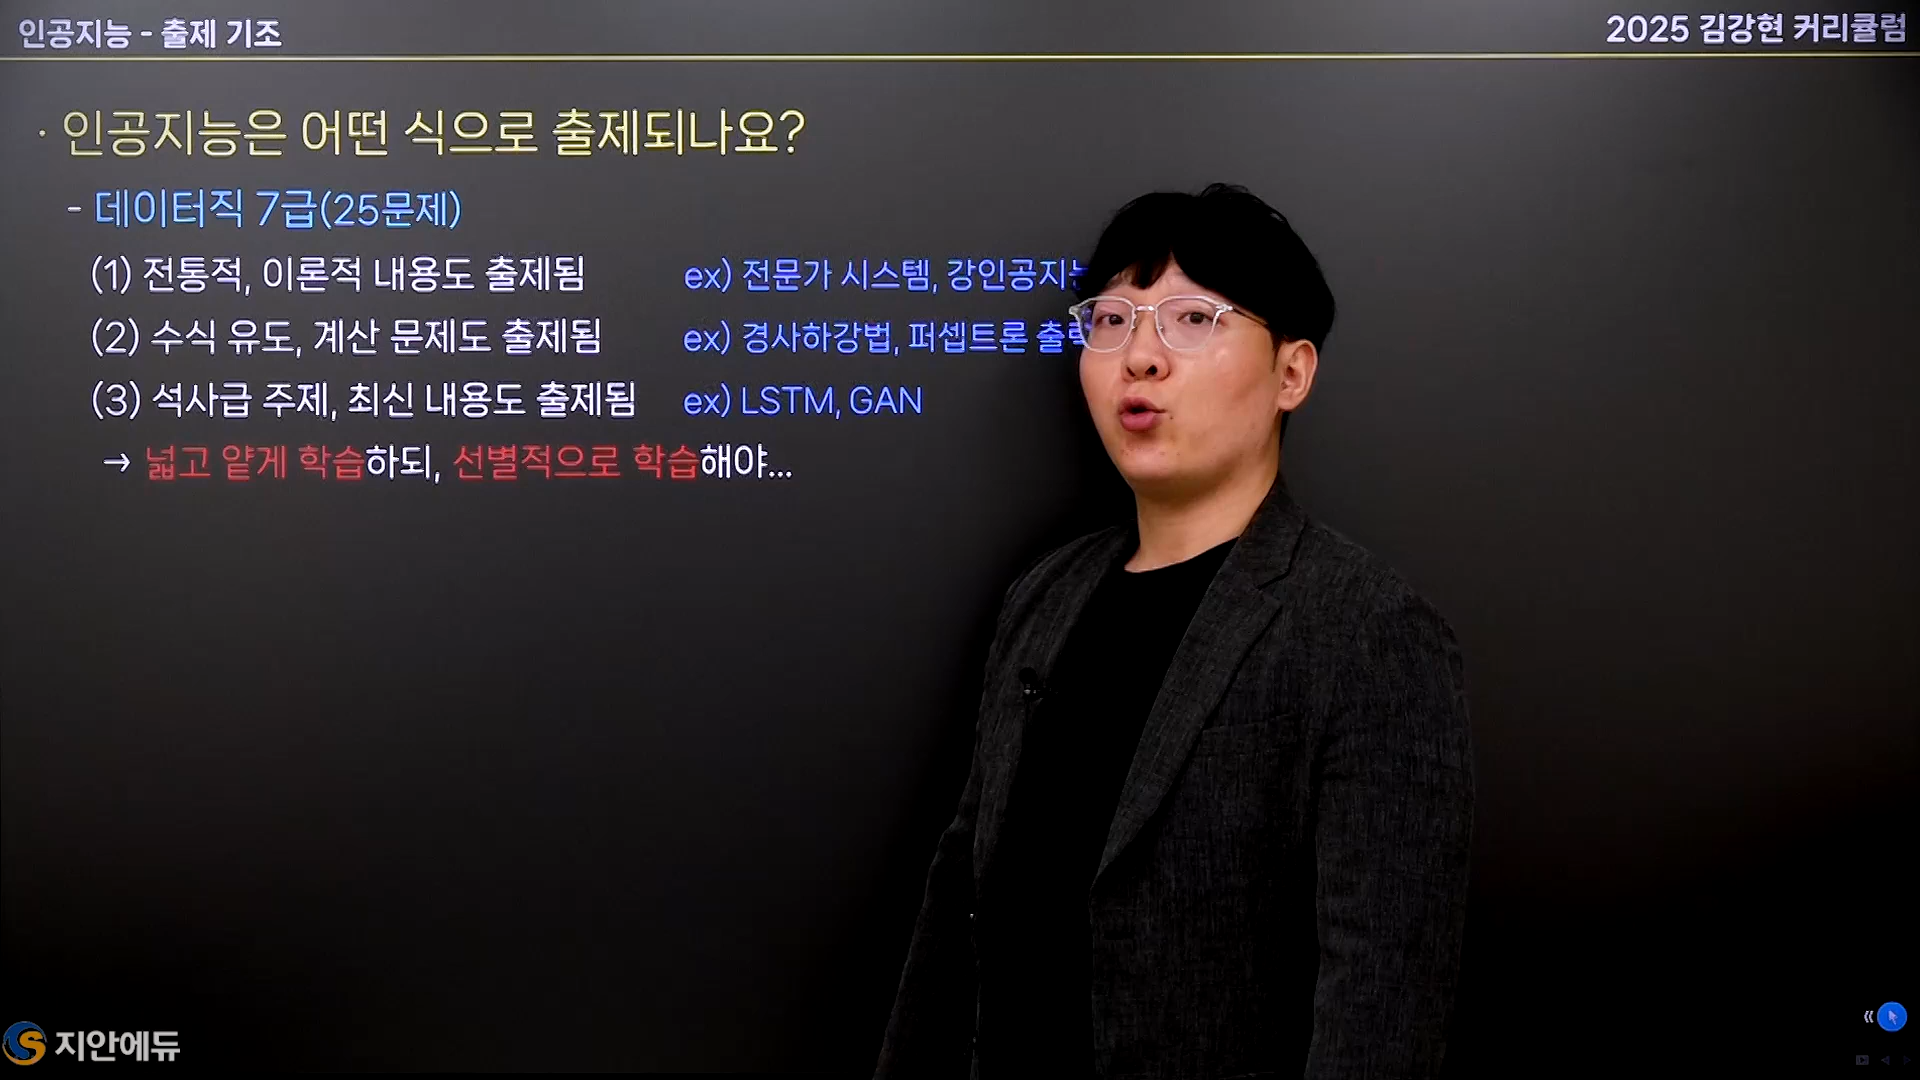 인공지능 - 출제 기조
2025 김강현 커리큘럼
· 인공지능은 어떤 식으로 출제되나요?
- 데이터직 7급(25문제)
(1) 전통적, 이론적 내용도 출제됨 ex) 전문가 시스템,
(2) 수식 유도, 계산 문제도 출제됨 ex) 경사하강법, 퍼셉트론
(3) 석사급 주제, 최신 내용도 출제됨 ex) LSTM, GAN
→ 넓고 얕게 학습하되, 선별적으로 학습해야...
지안에듀